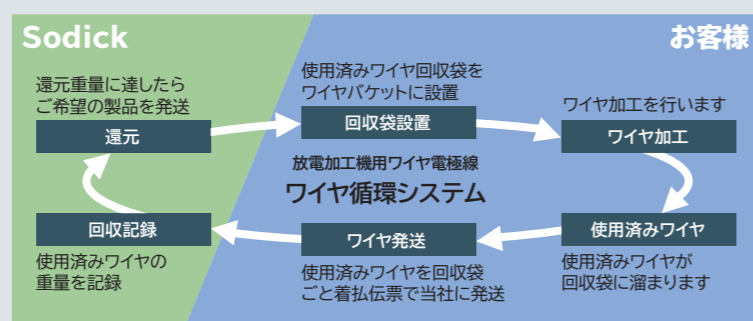 Sodick
お客様
還元重量に達したら
ご希望の製品を発送
還元
使用済みワイヤ回収袋を
ワイヤバケットに設置
回収袋設置
ワイヤ加工を行います
ワイヤ加工
放電加工機用ワイヤ電極線
ワイヤ循環システム
回収記録
使用済みワイヤの
重量を記録
ワイヤ発送
使用済みワイヤを回収袋
ごと着払伝票で当社に発送
使用済みワイヤ
使用済みワイヤが
回収袋に溜まります